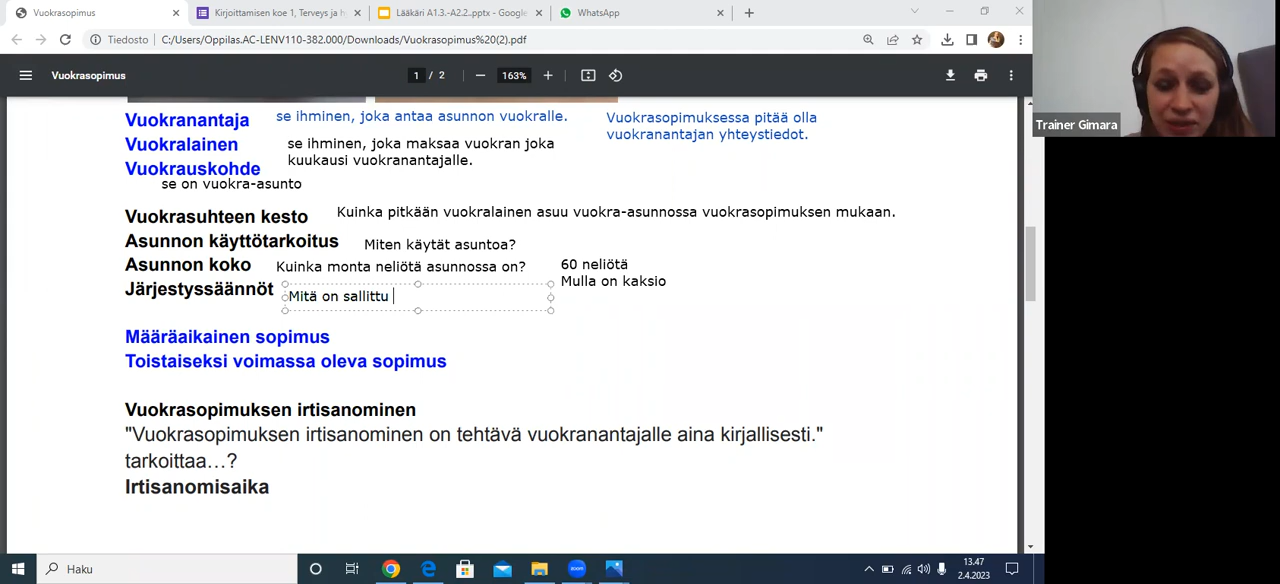 Vuokrasopimus
Kirjoittamisen koe 1, Terveys ja h
Lääkäri A1.3.-A2.2..pptx - Google
WhatsApp
Tiedosto
C:/Users/Oppilas.AC-LENV110-382.000/Downloads/Vuokrasopimus%20(2).pdf
Vuokrasopimus
1 / 2
163%
Trainer Gimara
Vuokranantaja
se ihminen, joka antaa asunnon vuokralle.
Vuokrasopimuksessa pitää olla
vuokranantajan yhteystiedot.
Vuokralainen
se ihminen, joka maksaa vuokran joka
kuukausi vuokranantajalle.
Vuokrauskohde
se on vuokra-asunto
Vuokrasuhteen kesto
Kuinka pitkään vuokralainen asuu vuokra-asunnossa vuokrasopimuksen mukaan.
Asunnon käyttötarkoitus
Miten käytät asuntoa?
Asunnon koko
Kuinka monta neliötä asunnossa on?
60 neliötä
Mulla on kaksio
Järjestyssäännöt
Mitä on sallittu
Määräaikainen sopimus
Toistaiseksi voimassa oleva sopimus
Vuokrasopimuksen irtisanominen
"Vuokrasopimuksen irtisanominen on tehtävä vuokranantajalle aina kirjallisesti."
tarkoittaa…?
Irtisanomisaika
Haku
zoom
13.47
2.4.2023